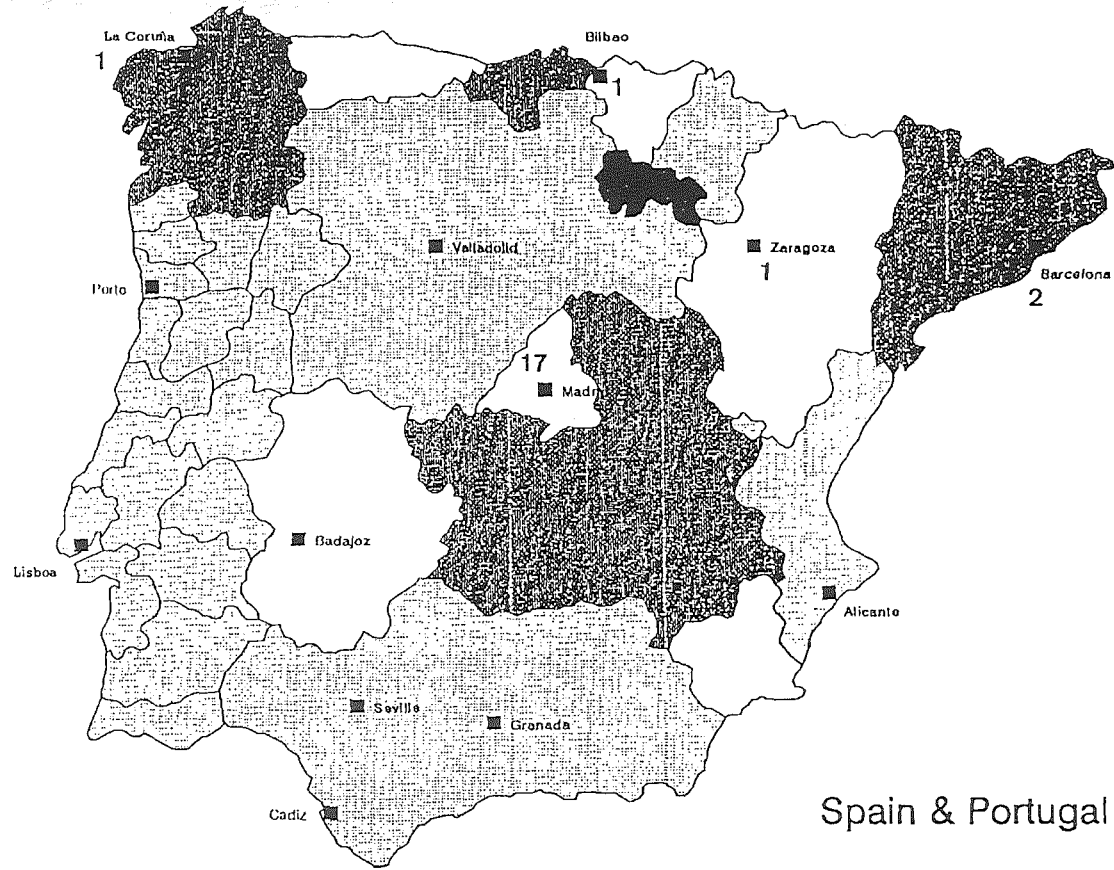 La Coruña
1
Bilbao
1
Valladolid
Zaragoza
1
Barcelona
2
Porto
17
Madri
Badajoz
Lisboa
Alicante
Seville
Granada
Cadiz
Spain & Portugal